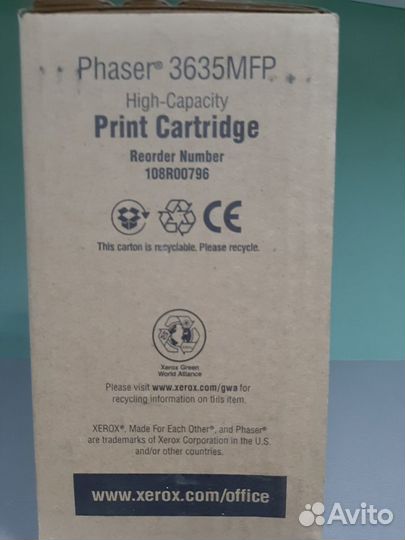 Phaser® 3635MFP
High-Capacity
Print Cartridge
Reorder Number
108R00796
CE
This carton is recyclable. Please recycle.
Xerox Green
World Alliance
Please visit www.xerox.com/gwa for
recycling information on this item.
XEROX®, Made For Each Other®, and Phaser®
are trademarks of Xerox Corporation in the U.S.
and/or other countries.
www.xerox.com/office
Avito